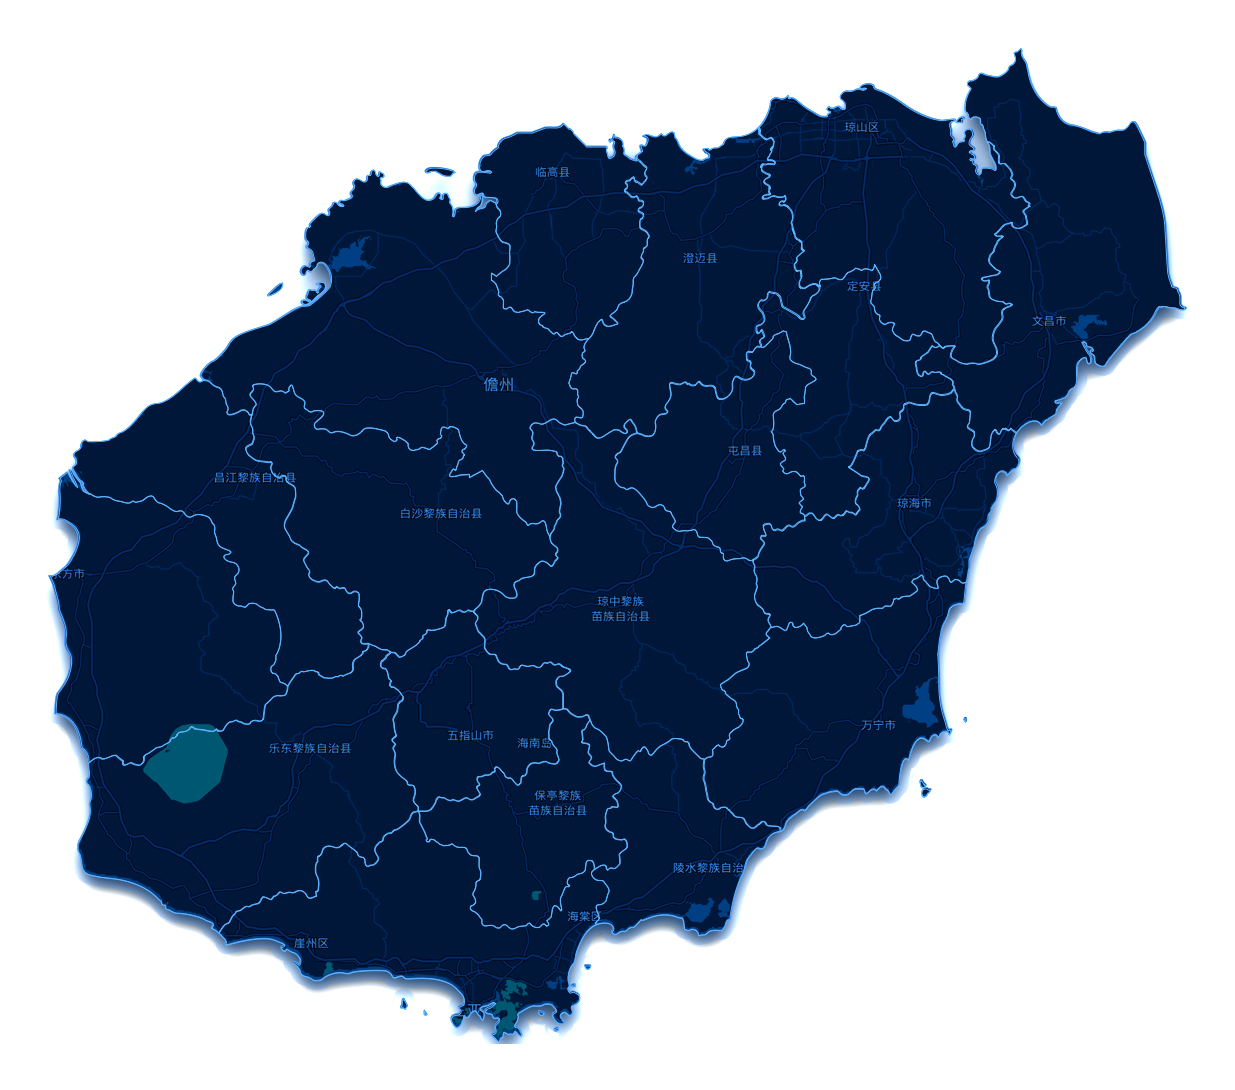 琼山区
临高县
澄迈县
定安县
文昌市
儋州
屯昌县
昌江黎族自治县
琼海市
白沙黎族自治县
东方市
琼中黎族
苗族自治县
万宁市
五指山市
海南岛
乐东黎族自治县
保亭黎族
苗族自治县
陵水黎族自治
海棠区
崖州区